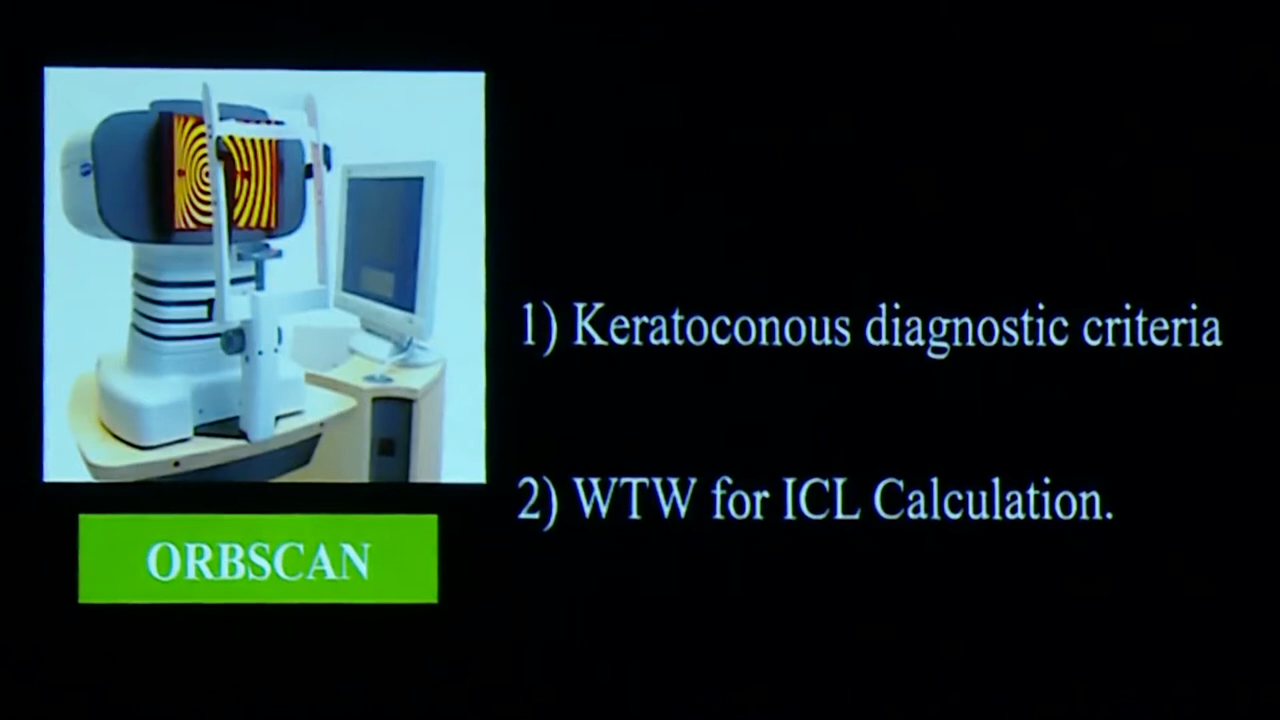 1) Keratoconous diagnostic criteria
2) WTW for ICL Calculation.
ORBSCAN